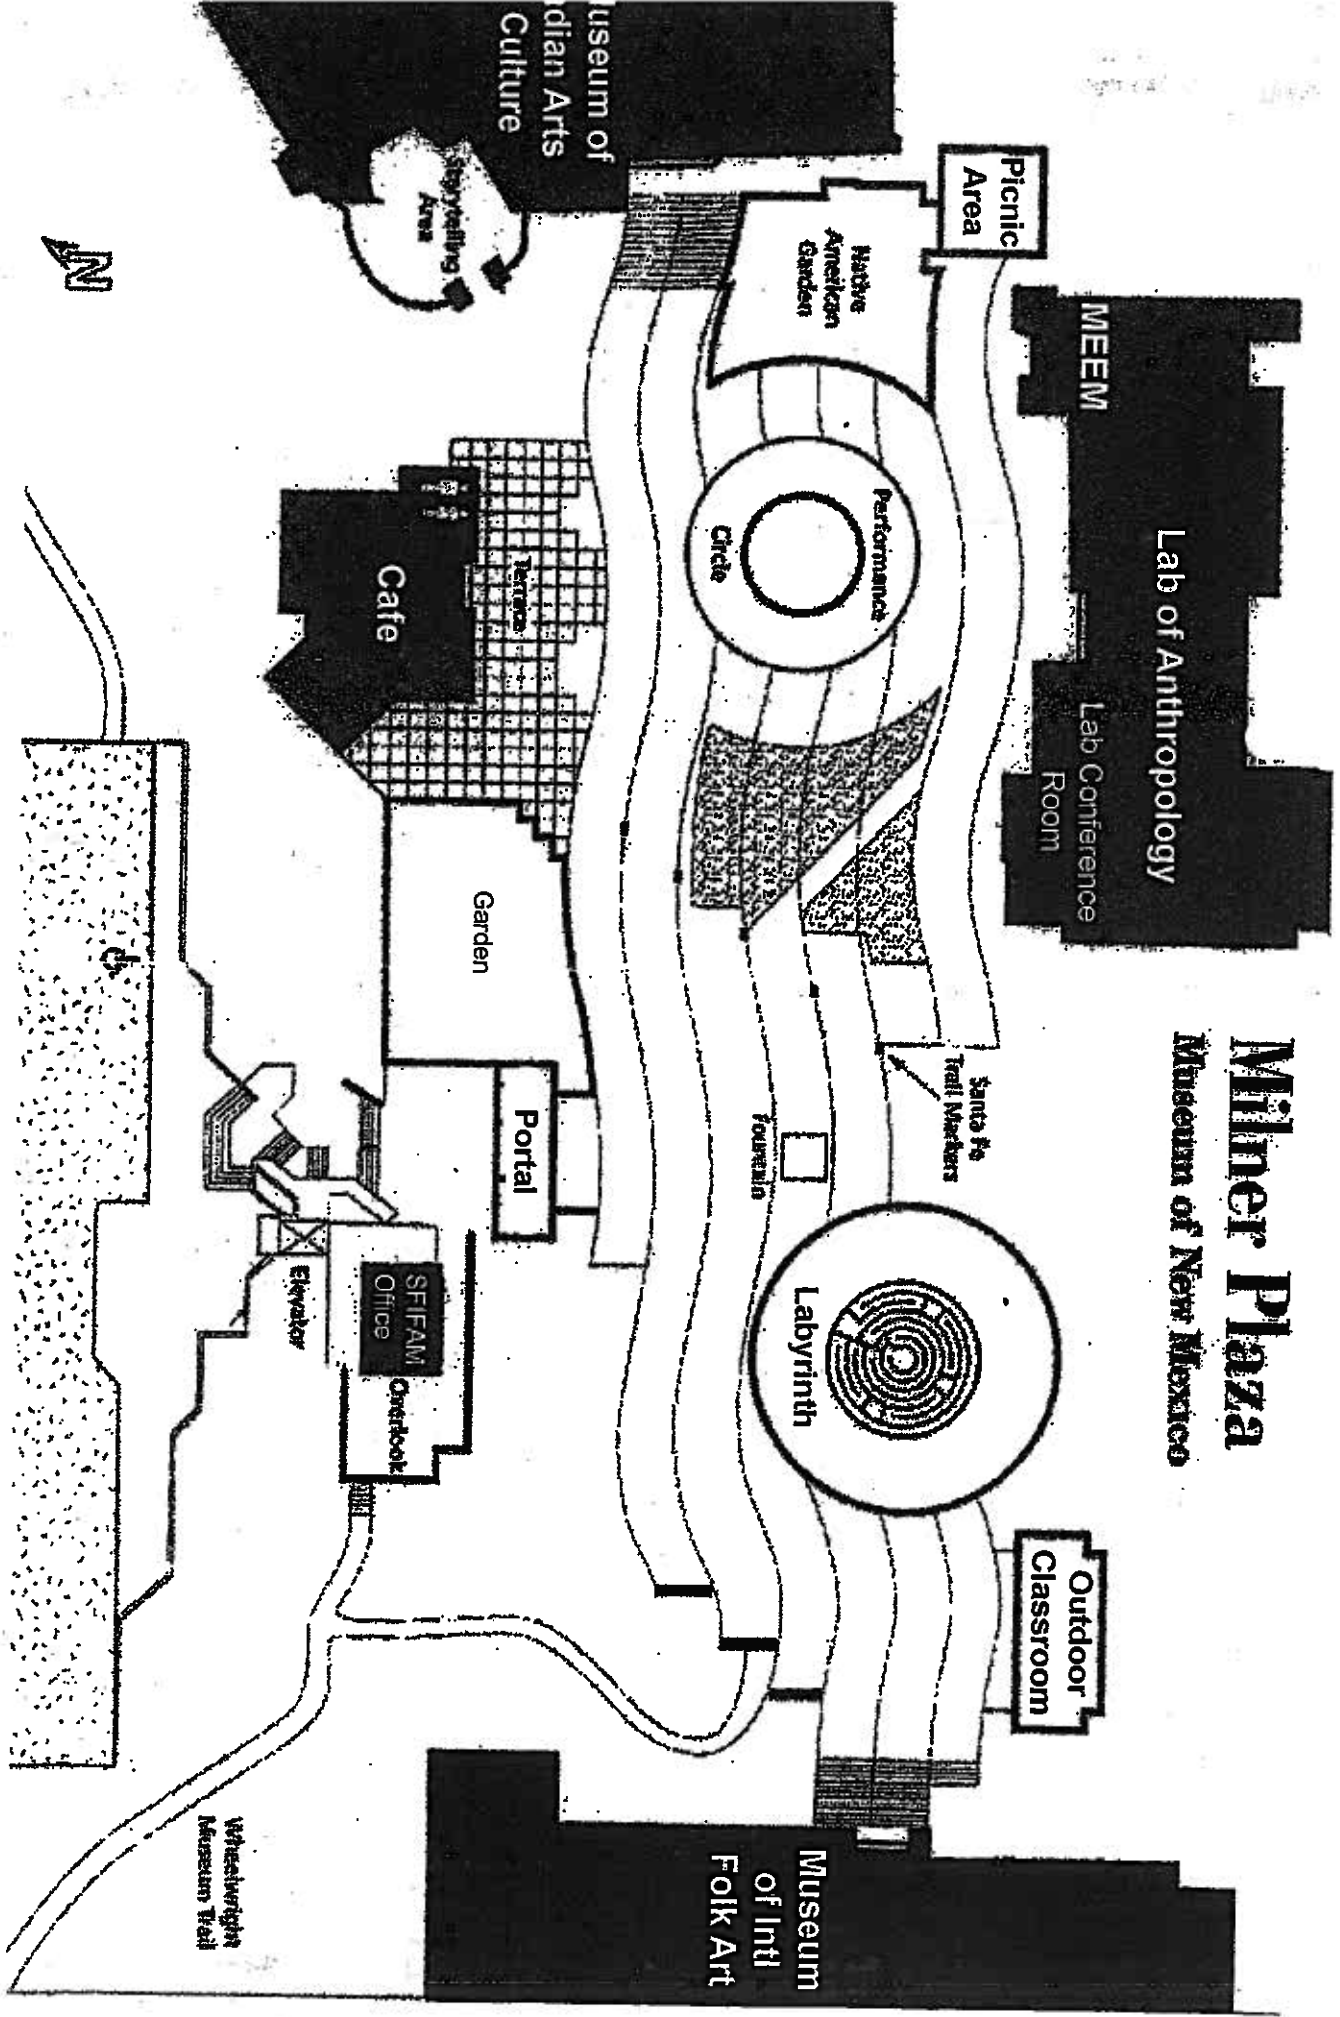 Milner Plaza
Museum of New Mexico
useum of
dian Arts
Culture
Storytelling
Area
Picnic
Area
Native
American
Garden
MEEM
Lab of Anthropology
Lab Conference
Room
Performance
Circle
Terrace
Cafe
Garden
Portal
Santa Fe
Trail Markers
Fountain
Labyrinth
Elevator
SFIFAM
Office
Overlook
Outdoor
Classroom
Museum
of Intl
Folk Art
Wheelwright
Museum Trail
N